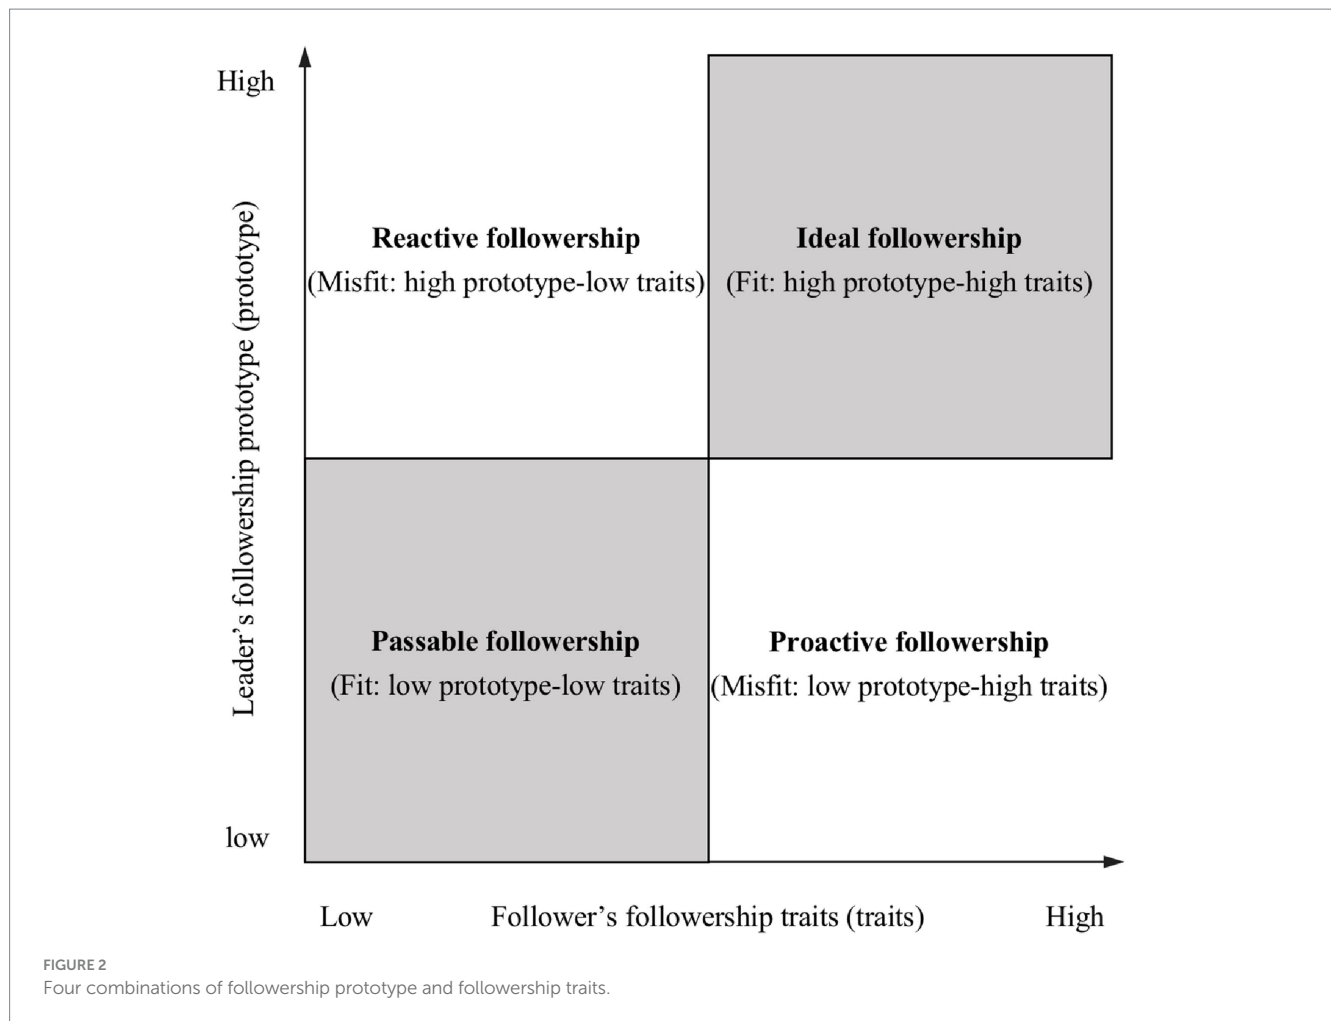 High
Leader’s followership prototype (prototype)
Reactive followership
(Misfit: high prototype-low traits)
Ideal followership
(Fit: high prototype-high traits)
Passable followership
(Fit: low prototype-low traits)
Proactive followership
(Misfit: low prototype-high traits)
low
Low
Follower’s followership traits (traits)
High
FIGURE 2
Four combinations of followership prototype and followership traits.